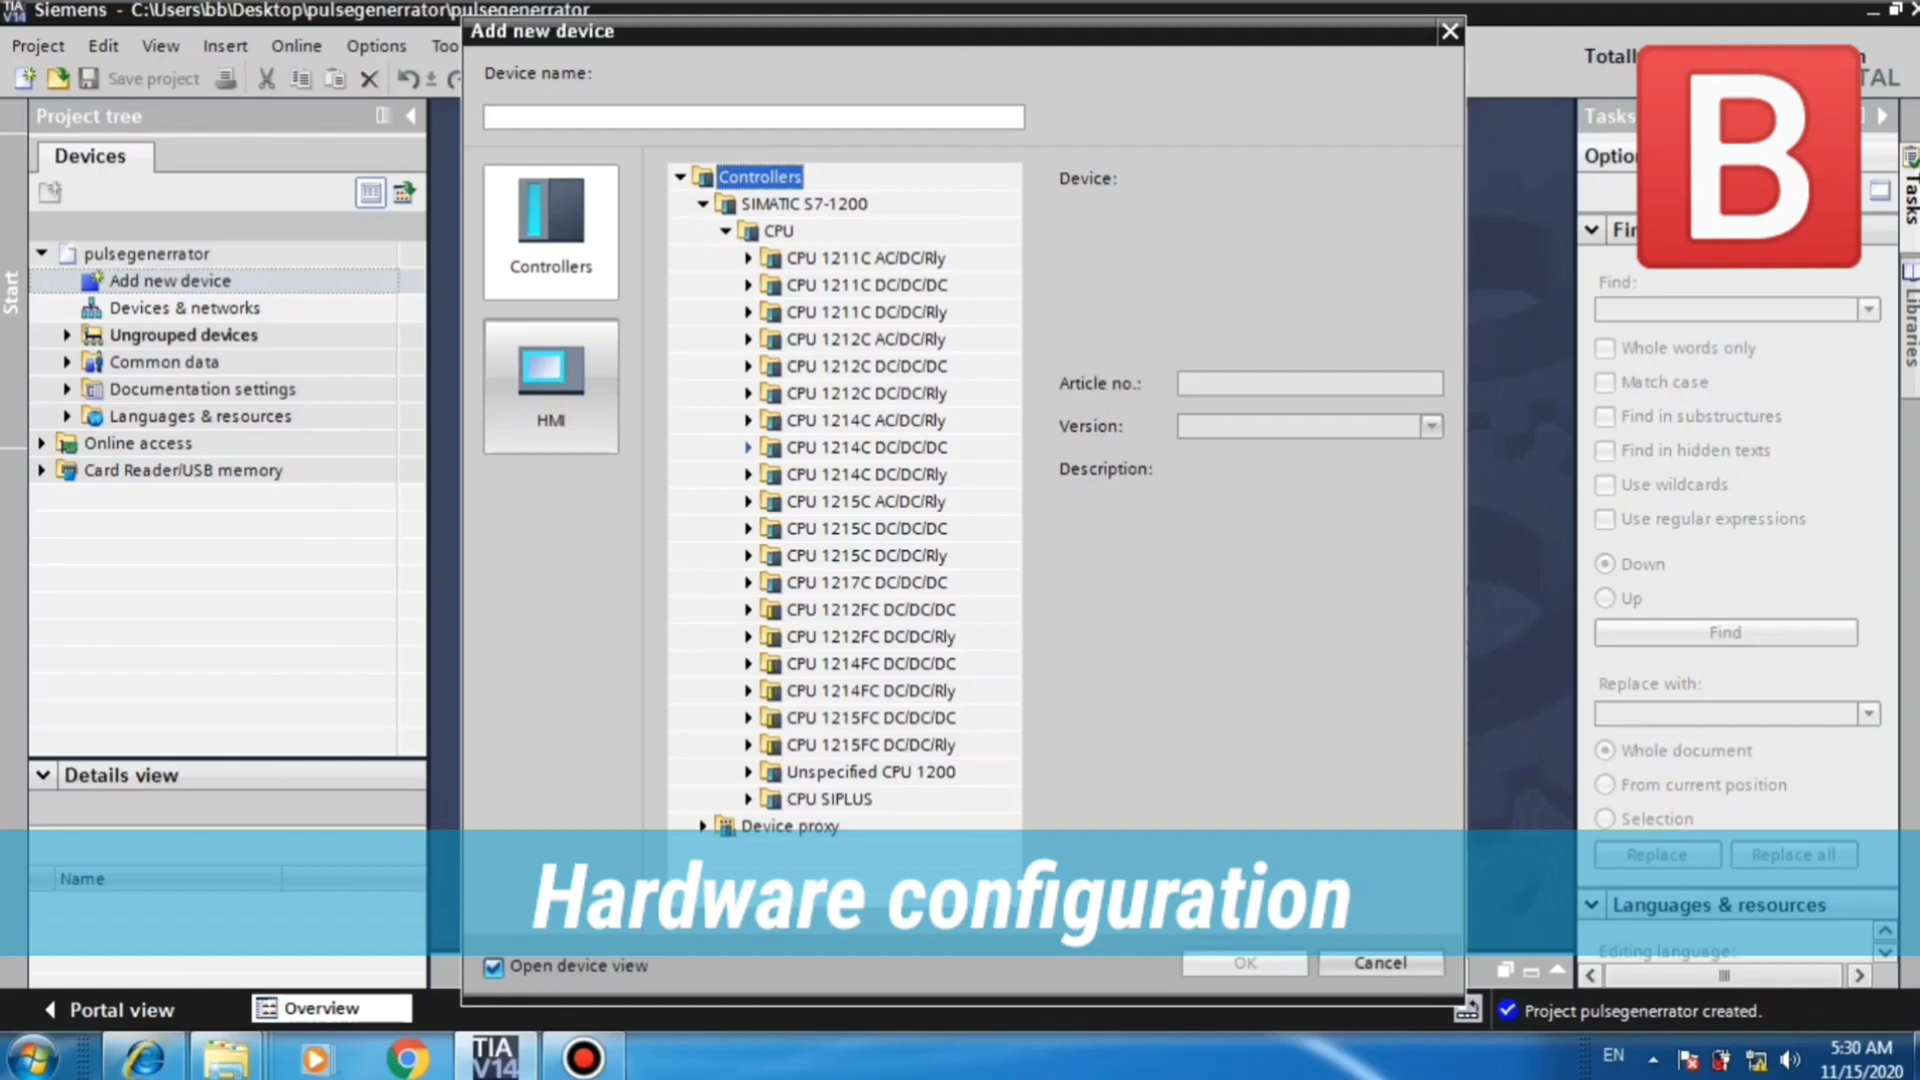 Siemens - C:\Users\bb\Desktop\pulsegenerrator\pulsegenerrator
Project Edit View Insert Online Options
Save project
Add new device
Device name:
Project tree
Devices
pulsegenerrator
Add new device
Devices & networks
Ungrouped devices
Common data
Documentation settings
Languages & resources
Online access
Card Reader/USB memory
Start
Details view
Name
Controllers
HMI
Controllers
SIMATIC S7-1200
CPU
CPU 1211C AC/DC/Rly
CPU 1211C DC/DC/DC
CPU 1211C DC/DC/Rly
CPU 1212C AC/DC/Rly
CPU 1212C DC/DC/DC
CPU 1212C DC/DC/Rly
CPU 1214C AC/DC/Rly
CPU 1214C DC/DC/DC
CPU 1214C DC/DC/Rly
CPU 1215C AC/DC/Rly
CPU 1215C DC/DC/DC
CPU 1215C DC/DC/Rly
CPU 1217C DC/DC/DC
CPU 1212FC DC/DC/DC
CPU 1212FC DC/DC/Rly
CPU 1214FC DC/DC/DC
CPU 1214FC DC/DC/Rly
CPU 1215FC DC/DC/DC
CPU 1215FC DC/DC/Rly
Unspecified CPU 1200
CPU SIPLUS
Device proxy
Device:
Article no.:
Version:
Description:
Hardware configuration
Open device view
OK
Cancel
B
Tasks
Find:
Whole words only
Match case
Find in substructures
Find in hidden texts
Use wildcards
Use regular expressions
Down
Up
Find
Replace with:
Whole document
From current position
Selection
Replace
Replace all
Languages & resources
Editing language:
Tasks
Libraries
Portal view
Overview
Project pulsegenerrator created.
TIA
V14
EN
5:30 AM
11/15/2020